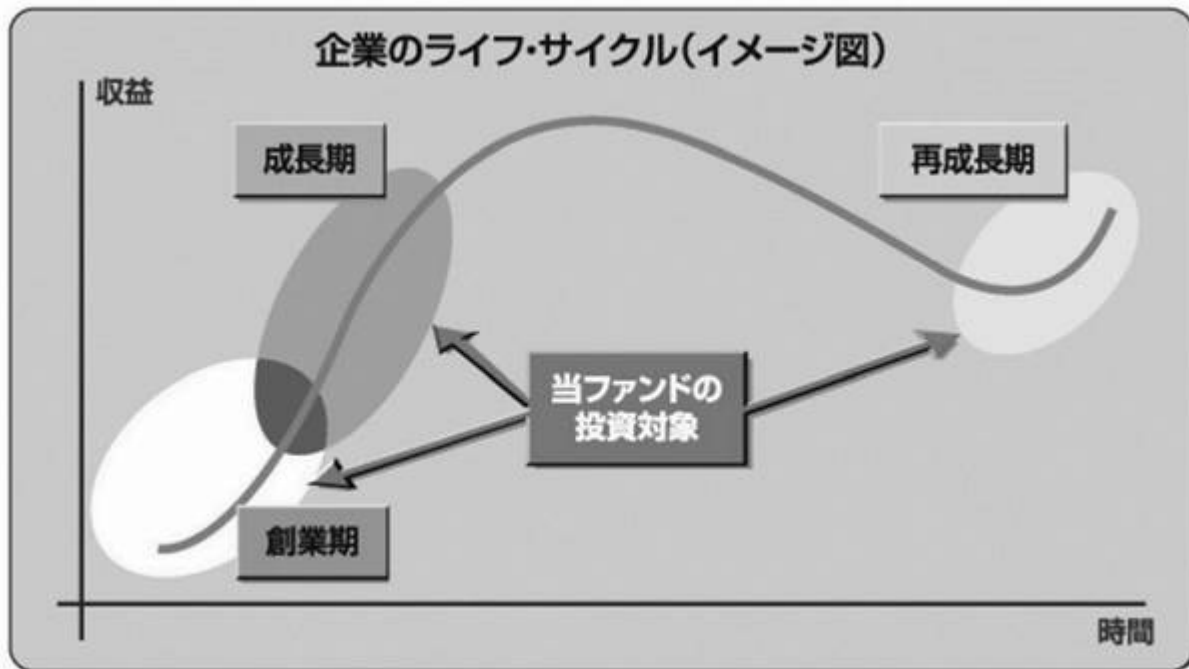 企業のライフ・サイクル(イメージ図)
収益
成長期
再成長期
当ファンドの
投資対象
創業期
時間